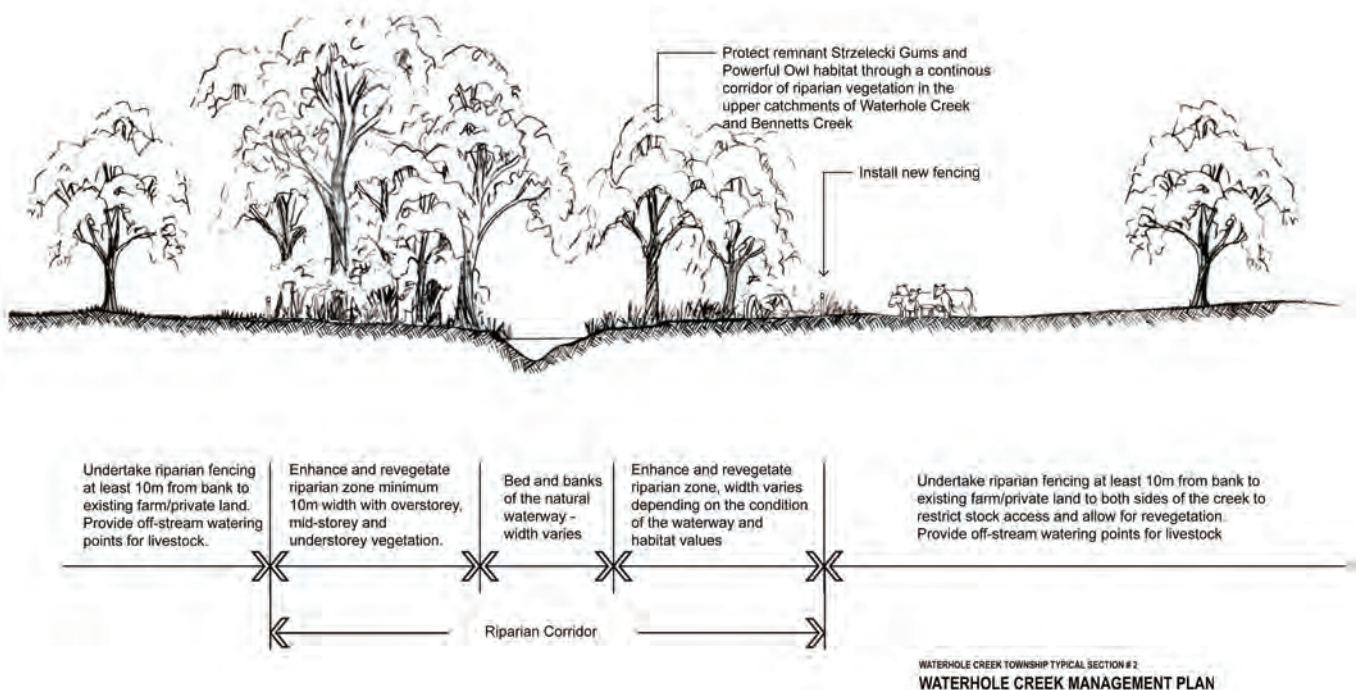 Protect remnant Strzelecki Gums and
Powerful Owl habitat through a continous
corridor of riparian vegetation in the
upper catchments of Waterhole Creek
and Bennetts Creek
Install new fencing
Undertake riparian fencing
at least 10m from bank to
existing farm/private land.
Provide off-stream watering
points for livestock.
Enhance and revegetate
riparian zone minimum
10m width with overstorey,
mid-storey and
understorey vegetation.
Bed and banks
of the natural
waterway -
width varies
Enhance and revegetate
riparian zone, width varies
depending on the condition
of the waterway and
habitat values
Undertake riparian fencing at least 10m from bank to
existing farm/private land to both sides of the creek to
restrict stock access and allow for revegetation.
Provide off-stream watering points for livestock
Riparian Corridor
WATERHOLE CREEK TOWNSHIP TYPICAL SECTION # 2
WATERHOLE CREEK MANAGEMENT PLAN